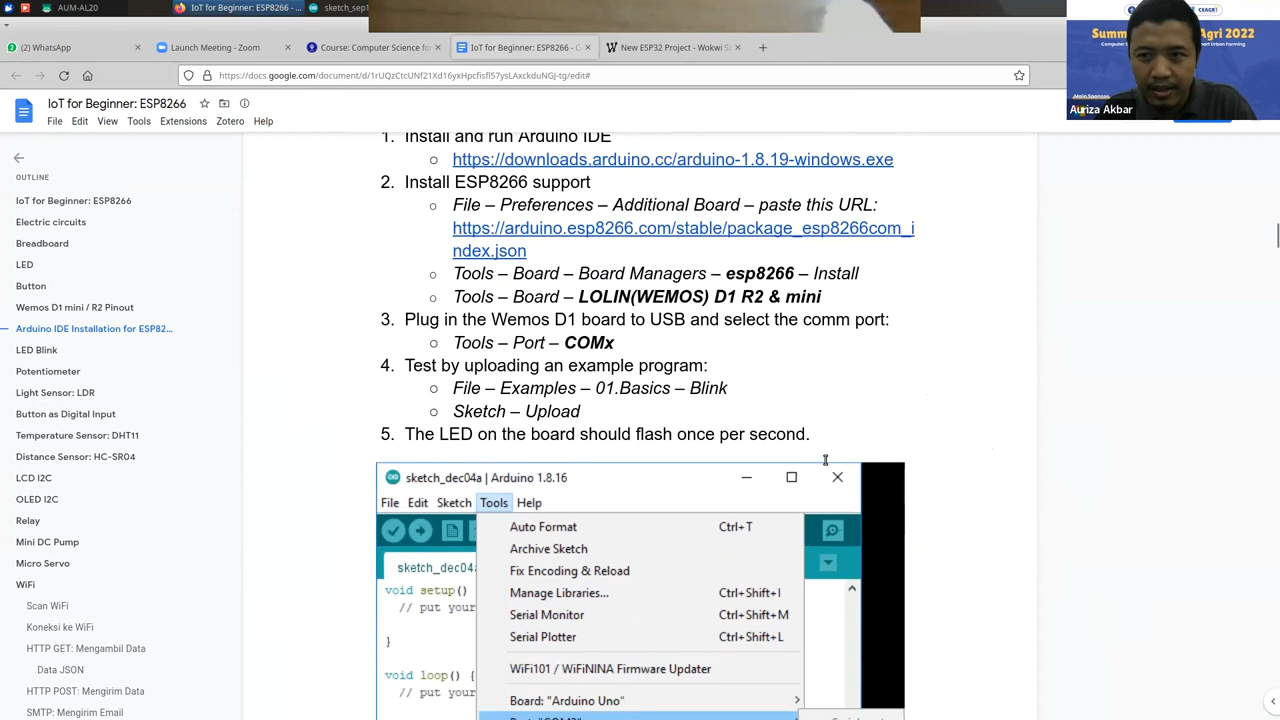 AUM-AL20
IoT for Beginner: ESP8266 - ...
(2) WhatsApp
Launch Meeting - Zoom
Course: Computer Science fo
IoT for Beginner: ESP8266 - G
New ESP32 Project - Wokwi S
https://docs.google.com/document/d/1rUQzCtcUNf21Xd16yxHpcfisfl57ysLAxckduNGJ-tg/edit#
CSAGRI
Agri 2022
Auriza Akbar
IoT for Beginner: ESP8266
File Edit View Tools Extensions Zotero Help
OUTLINE
IoT for Beginner: ESP8266
Electric circuits
Breadboard
LED
Button
Wemos D1 mini / R2 Pinout
Arduino IDE Installation for ESP82...
LED Blink
Potentiometer
Light Sensor: LDR
Button as Digital Input
Temperature Sensor: DHT11
Distance Sensor: HC-SR04
LCD I2C
OLED I2C
Relay
Mini DC Pump
Micro Servo
WiFi
Scan WiFi
Koneksi ke WiFi
HTTP GET: Mengambil Data
Data JSON
HTTP POST: Mengirim Data
SMTP: Mengirim Email
1. Install and run Arduino IDE
https://downloads.arduino.cc/arduino-1.8.19-windows.exe
2. Install ESP8266 support
File – Preferences – Additional Board – paste this URL:
https://arduino.esp8266.com/stable/package_esp8266com_i
ndex.json
Tools – Board – Board Managers – esp8266 – Install
Tools – Board – LOLIN(WEMOS) D1 R2 & mini
3. Plug in the Wemos D1 board to USB and select the comm port:
Tools – Port – COMx
4. Test by uploading an example program:
File – Examples – 01.Basics – Blink
Sketch – Upload
5. The LED on the board should flash once per second.
sketch_dec04a | Arduino 1.8.16
File Edit Sketch Tools Help
Auto Format Ctrl+T
Archive Sketch
Fix Encoding & Reload
Manage Libraries... Ctrl+Shift+I
Serial Monitor Ctrl+Shift+M
Serial Plotter Ctrl+Shift+L
WiFi101 / WiFiNINA Firmware Updater
Board: "Arduino Uno"
sketch_dec04a
void setup()
// put your
}
void loop() {
// put your